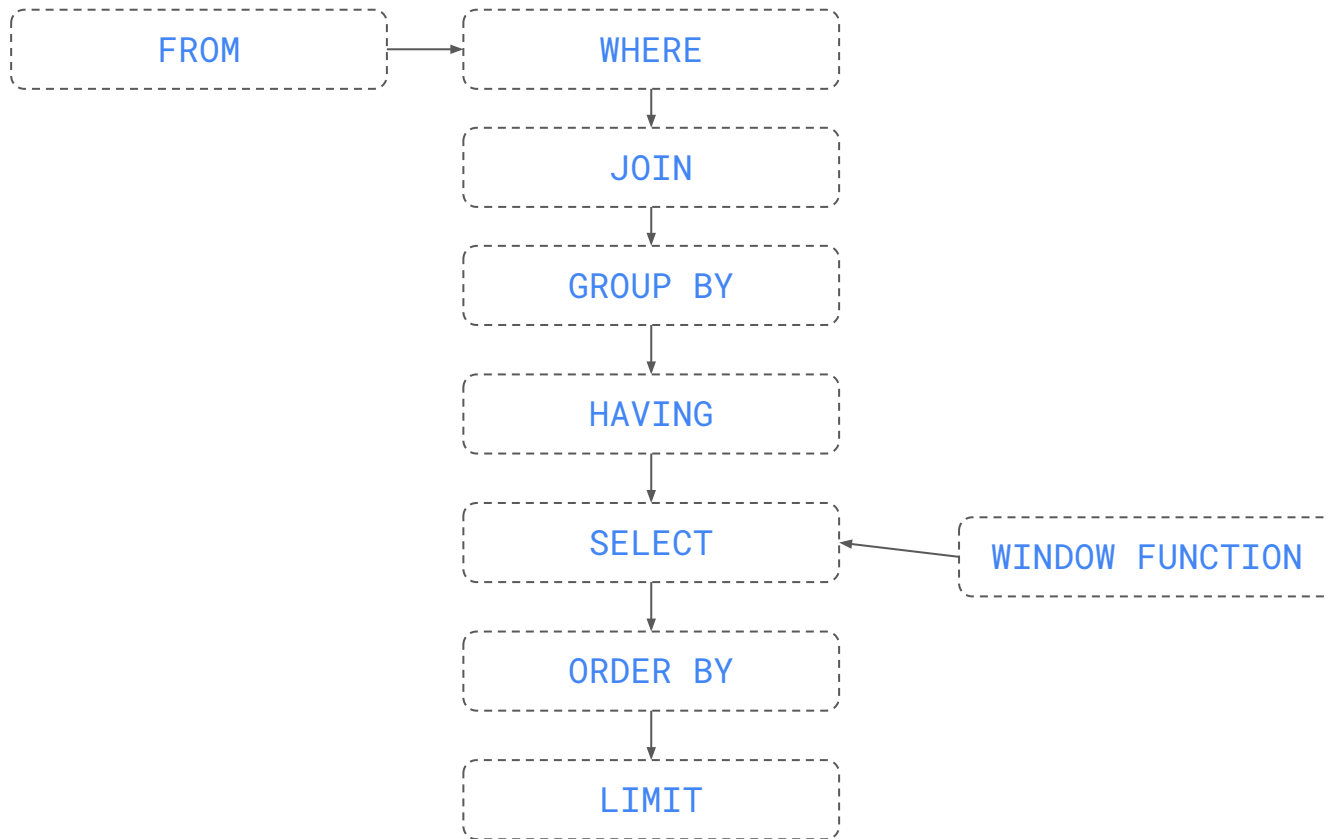 FROM
WHERE
JOIN
GROUP BY
HAVING
SELECT
WINDOW FUNCTION
ORDER BY
LIMIT